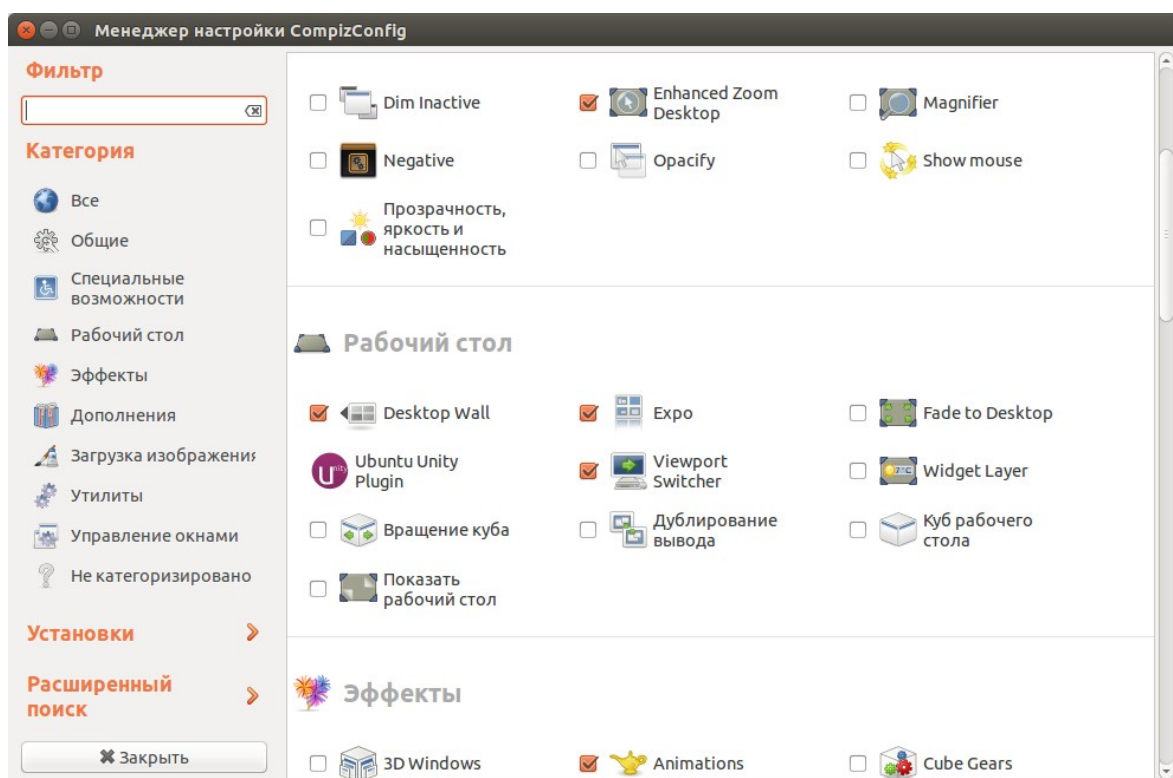 Менеджер настройки CompizConfig
Фильтр
Категория
Все
Общие
Специальные
возможности
Рабочий стол
Эффекты
Дополнения
Загрузка изображения
Утилиты
Управление окнами
Не категоризировано
Установки
Расширенный
поиск
Закрыть
Dim Inactive
Enhanced Zoom
Desktop
Magnifier
Negative
Opacify
Show mouse
Прозрачность,
яркость и
насыщенность
Рабочий стол
Desktop Wall
Expo
Fade to Desktop
Ubuntu Unity
Plugin
Viewport
Switcher
Widget Layer
Вращение куба
Дублирование
вывода
Куб рабочего
стола
Показать
рабочий стол
Эффекты
3D Windows
Animations
Cube Gears